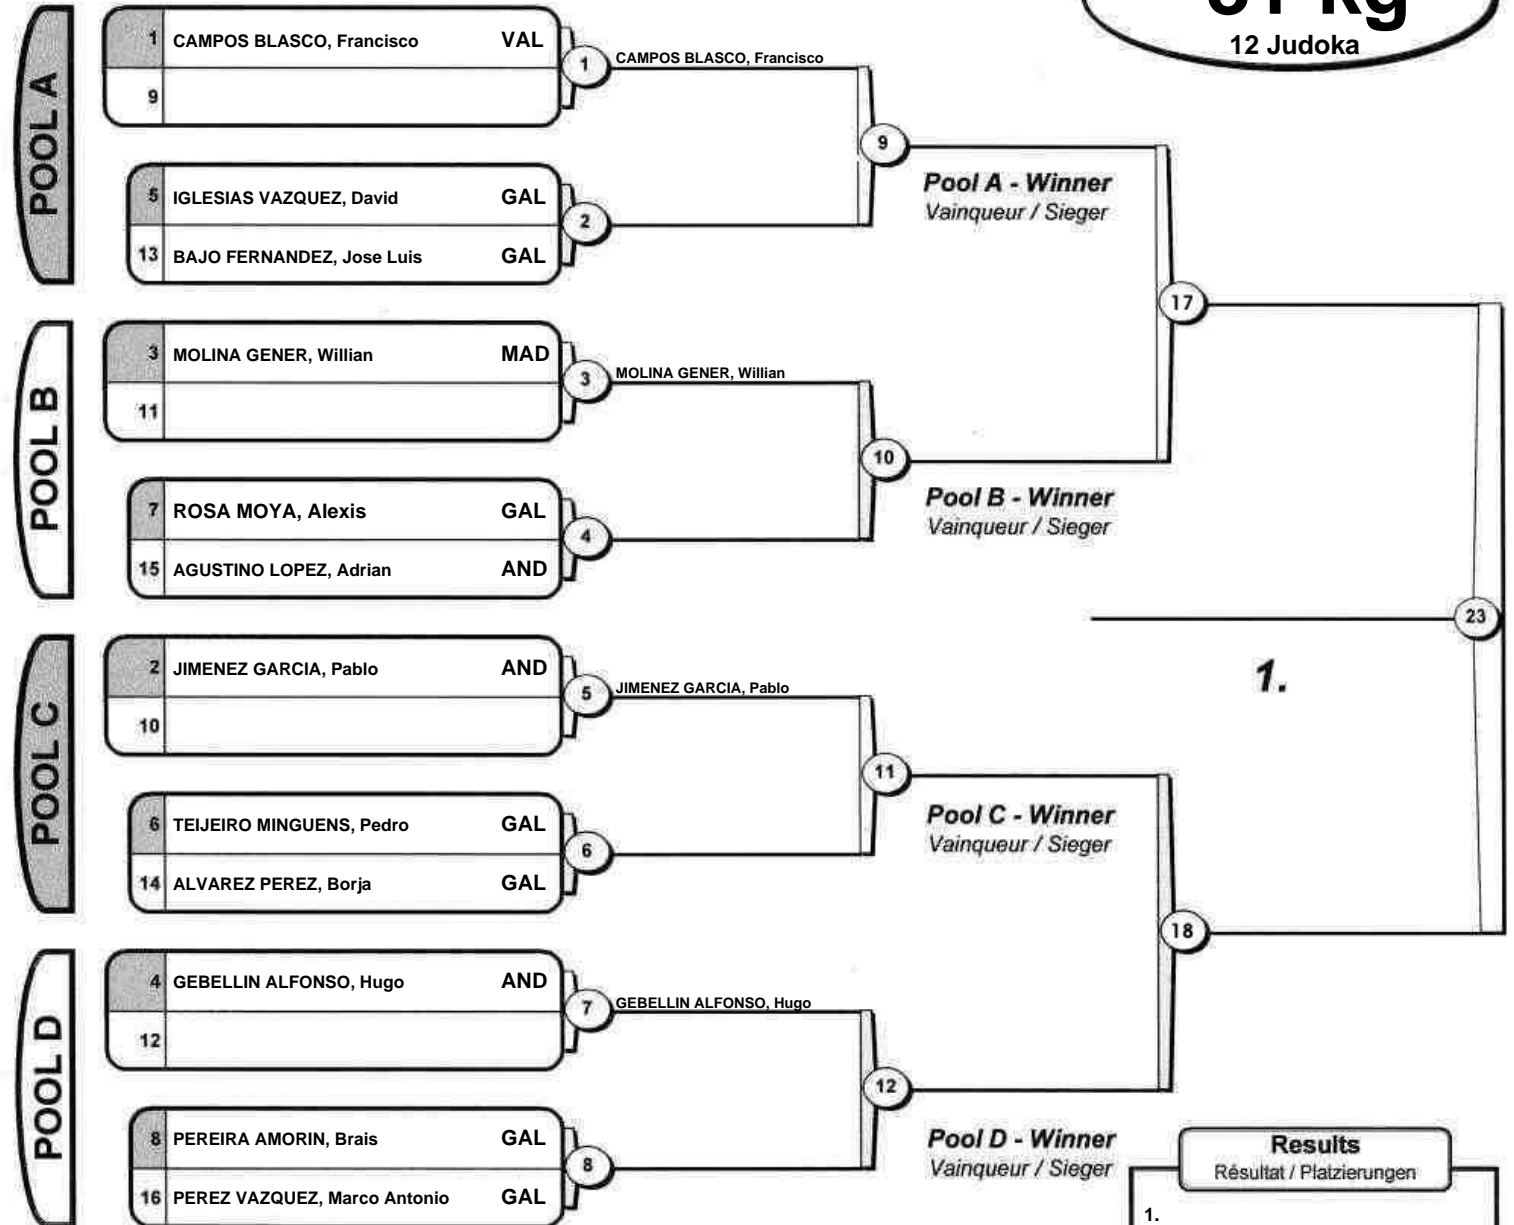 12 Judoka
POOL A
1 CAMPOS BLASCO, Francisco VAL
9
1
CAMPOS BLASCO, Francisco
5 IGLESIAS VAZQUEZ, David GAL
13 BAJO FERNANDEZ, Jose Luis GAL
2
9
Pool A - Winner
Vainqueur / Sieger
POOL B
3 MOLINA GENER, Willian MAD
11
3
MOLINA GENER, Willian
7 ROSA MOYA, Alexis GAL
15 AGUSTINO LOPEZ, Adrian AND
4
10
Pool B - Winner
Vainqueur / Sieger
17
POOL C
2 JIMENEZ GARCIA, Pablo AND
10
5
JIMENEZ GARCIA, Pablo
6 TEIJEIRO MINGUENS, Pedro GAL
14 ALVAREZ PEREZ, Borja GAL
6
11
Pool C - Winner
Vainqueur / Sieger
POOL D
4 GEBELLIN ALFONSO, Hugo AND
12
7
GEBELLIN ALFONSO, Hugo
8 PEREIRA AMORIN, Brais GAL
16 PEREZ VAZQUEZ, Marco Antonio GAL
8
12
Pool D - Winner
Vainqueur / Sieger
18
23
1.
Results
Résultat / Platzierungen
1.